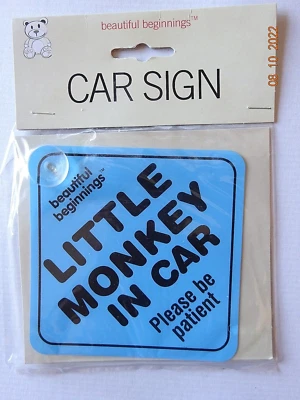 beautiful beginnings™
CAR SIGN
08.10.2022
beautiful
beginnings™
LITTLE
MONKEY
IN CAR
Please be
patient